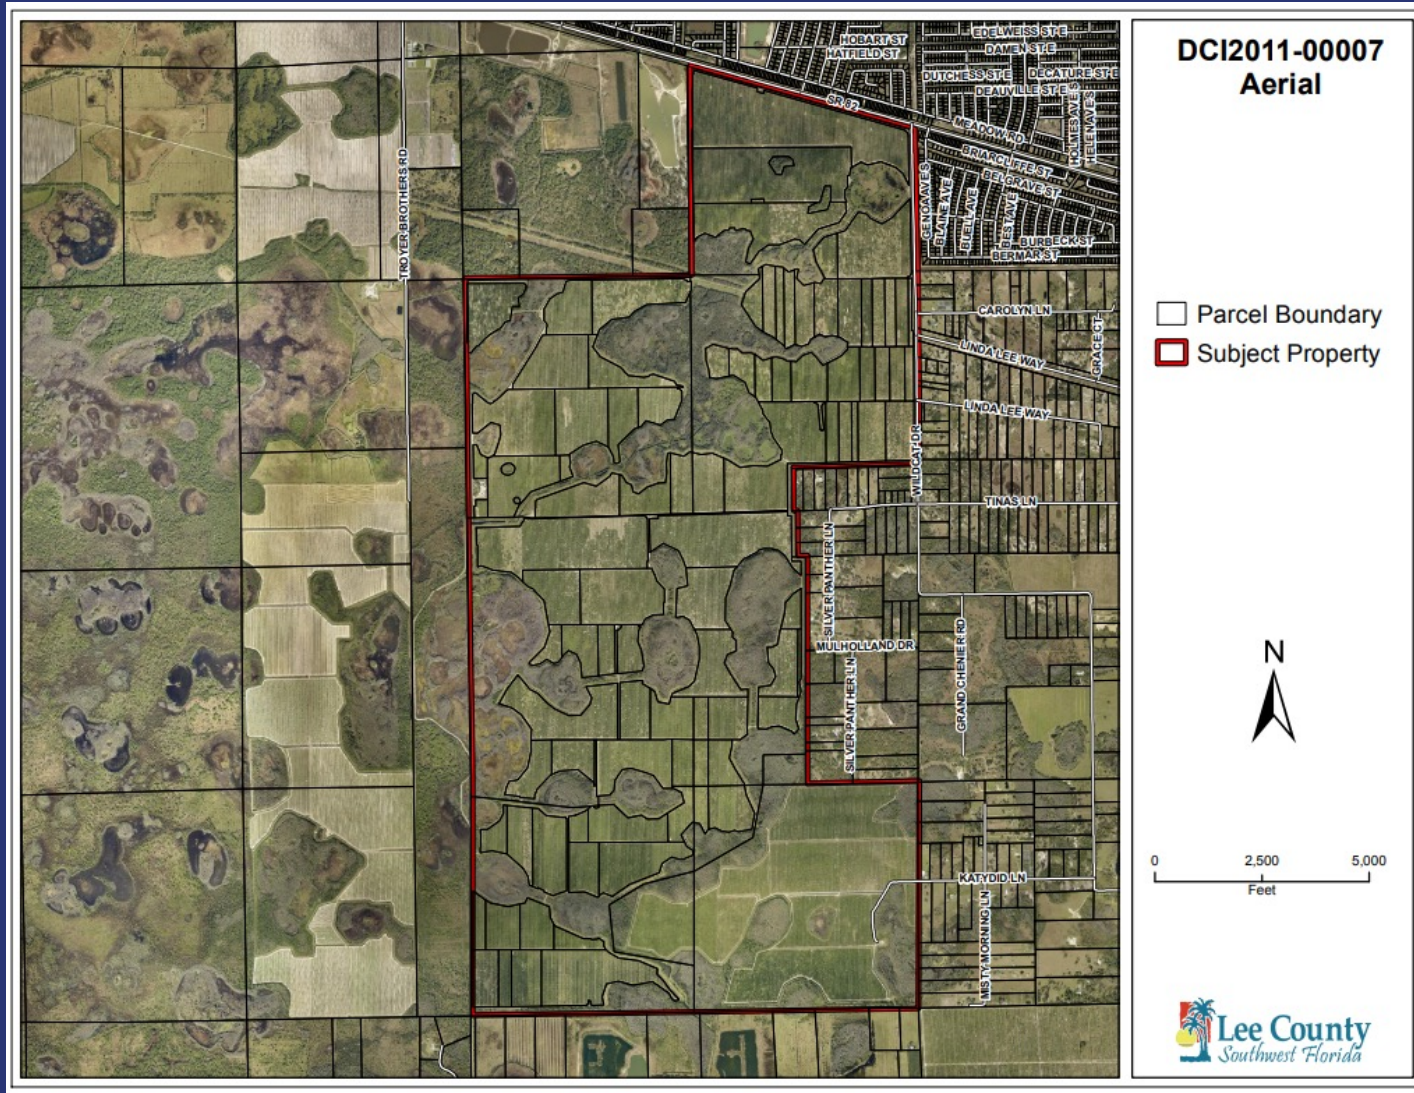 DCI2011-00007
Aerial
Parcel Boundary
Subject Property
N
0 2,500 5,000
Feet
Lee County
Southwest Florida
HOBART ST
HATFIELD ST
EDELWEISS ST E
DAMEN ST E
DUTCHESS ST E
DECATURE ST E
DEAUVILLE ST E
SR 82
MEADOW RD
HOLMES AVE S
HELEN AVE S
BRIARCLIFFE ST
BELGRAVE ST
GENOA AVE S
BLAINE AVE
BUELL AVE
BEST AVE
BURBECK ST
BERMAR ST
TROYER BROTHERS RD
CAROLYN LN
GRACE CT
LINDA LEE WAY
LINDA LEE WAY
WILDCAT DR
TINAS LN
SILVER PANTHER LN
MULHOLLAND DR
GRAND CHENIER RD
SILVER PANTHER LN
KATYDID LN
MISTY MORNING LN